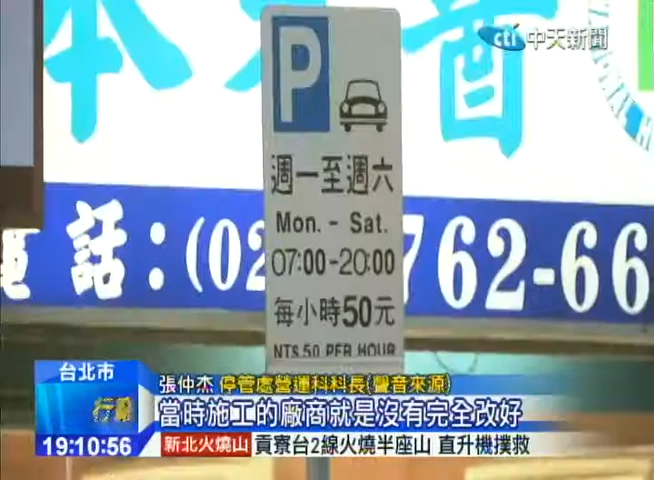 cti 中天新聞
P
週一至週六
Mon. - Sat.
07:00-20:00
每小時50元
NT$50 PER HOUR
話：(02
762-66
台北市
張仲杰 停管處營運科科長(聲音來源)
當時施工的廠商就是沒有完全改好
19:10:56
新北火燒山 貢寮台2線火燒半座山 直升機撲救